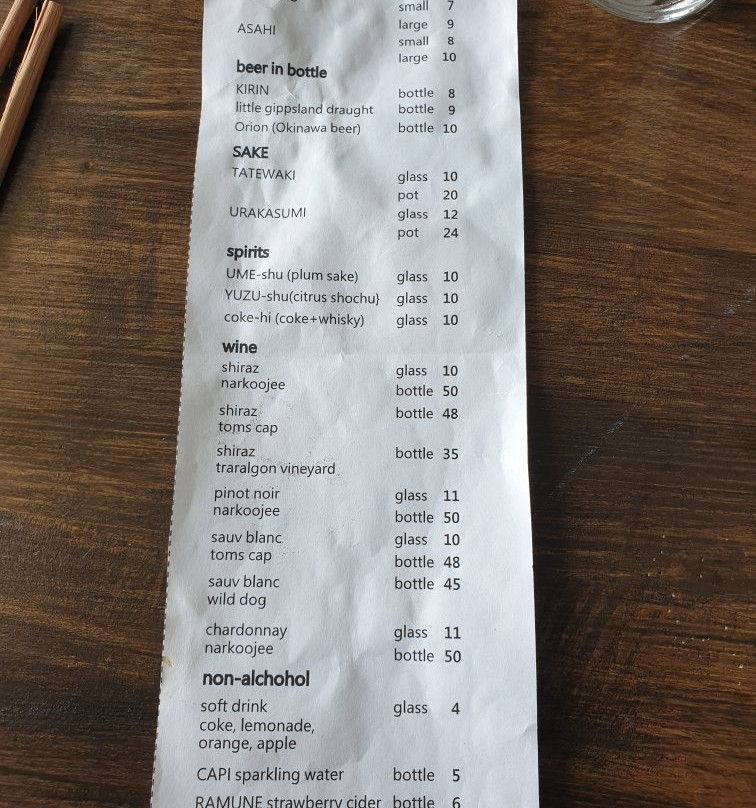 small 7
large 9
ASAHI
small 8
large 10
beer in bottle
KIRIN bottle 8
little gippsland draught bottle 9
Orion (Okinawa beer) bottle 10
SAKE
TATEWAKI glass 10
pot 20
URAKASUMI glass 12
pot 24
spirits
UME-shu (plum sake) glass 10
YUZU-shu(citrus shochu} glass 10
coke-hi (coke+whisky) glass 10
wine
shiraz glass 10
narkoojee bottle 50
shiraz bottle 48
toms cap
shiraz bottle 35
traralgon vineyard
pinot noir glass 11
narkoojee bottle 50
sauv blanc glass 10
toms cap bottle 48
sauv blanc bottle 45
wild dog
chardonnay glass 11
narkoojee bottle 50
non-alchohol
soft drink glass 4
coke, lemonade,
orange, apple
CAPI sparkling water bottle 5
RAMUNE strawberry cider bottle 6